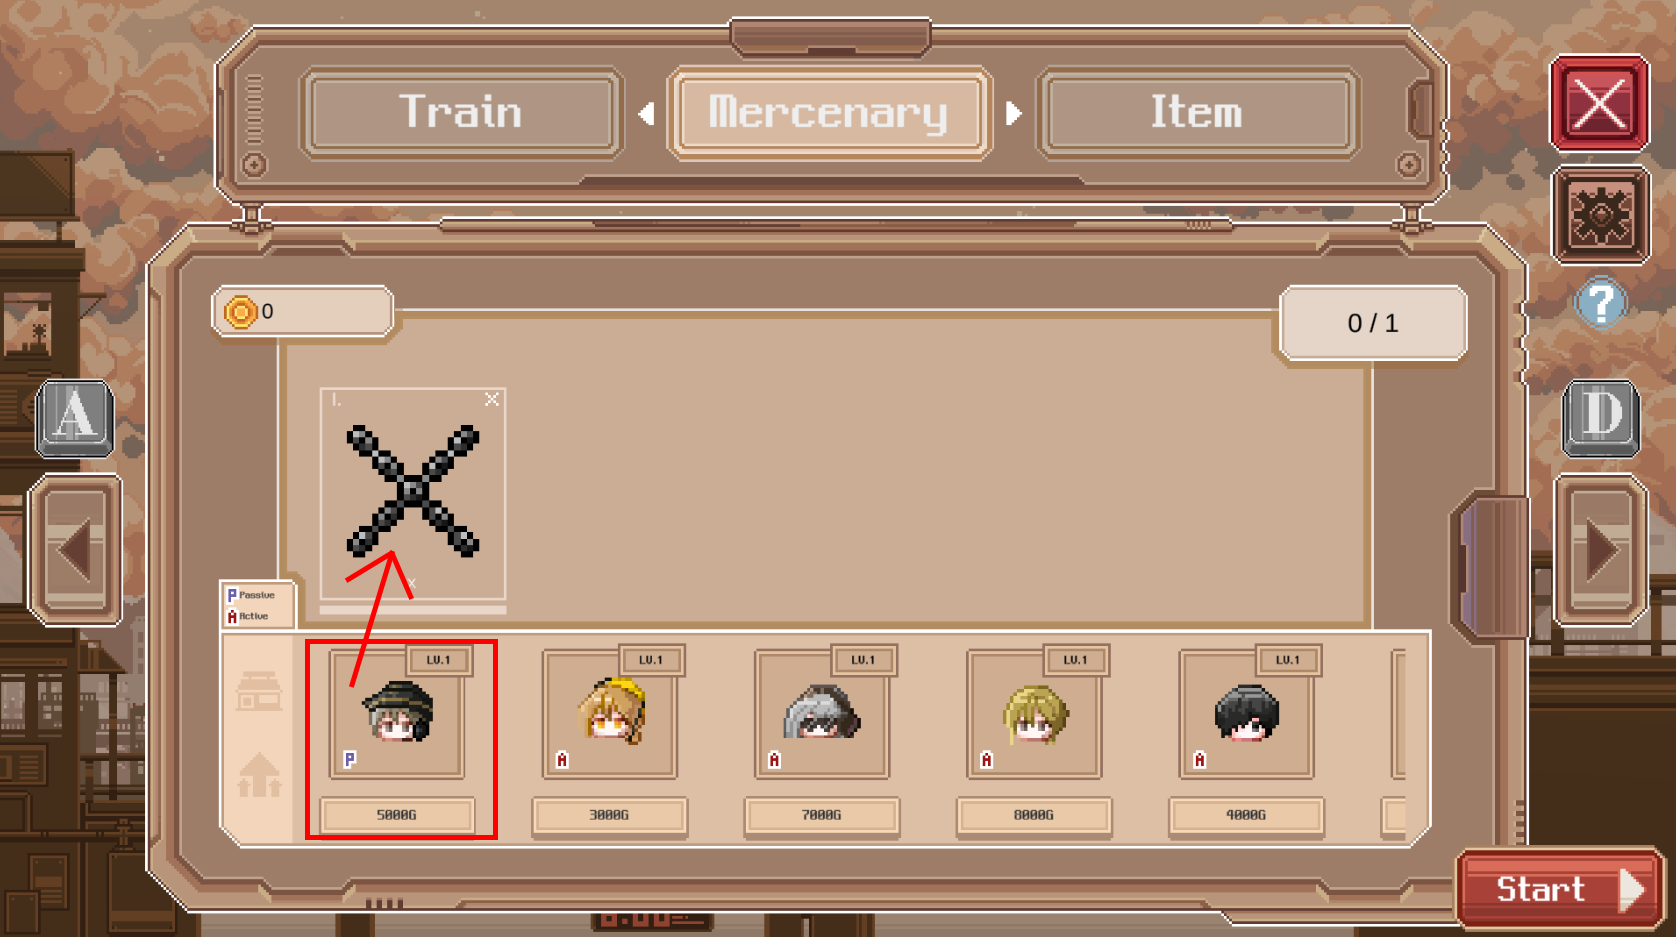 Train
Mercenary
Item
0
0 / 1
?
A
D
1.
x
P Passive
A Active
LV.1
LV.1
LV.1
LV.1
LV.1
P
A
A
A
A
5000G
3000G
7000G
8000G
4000G
Start